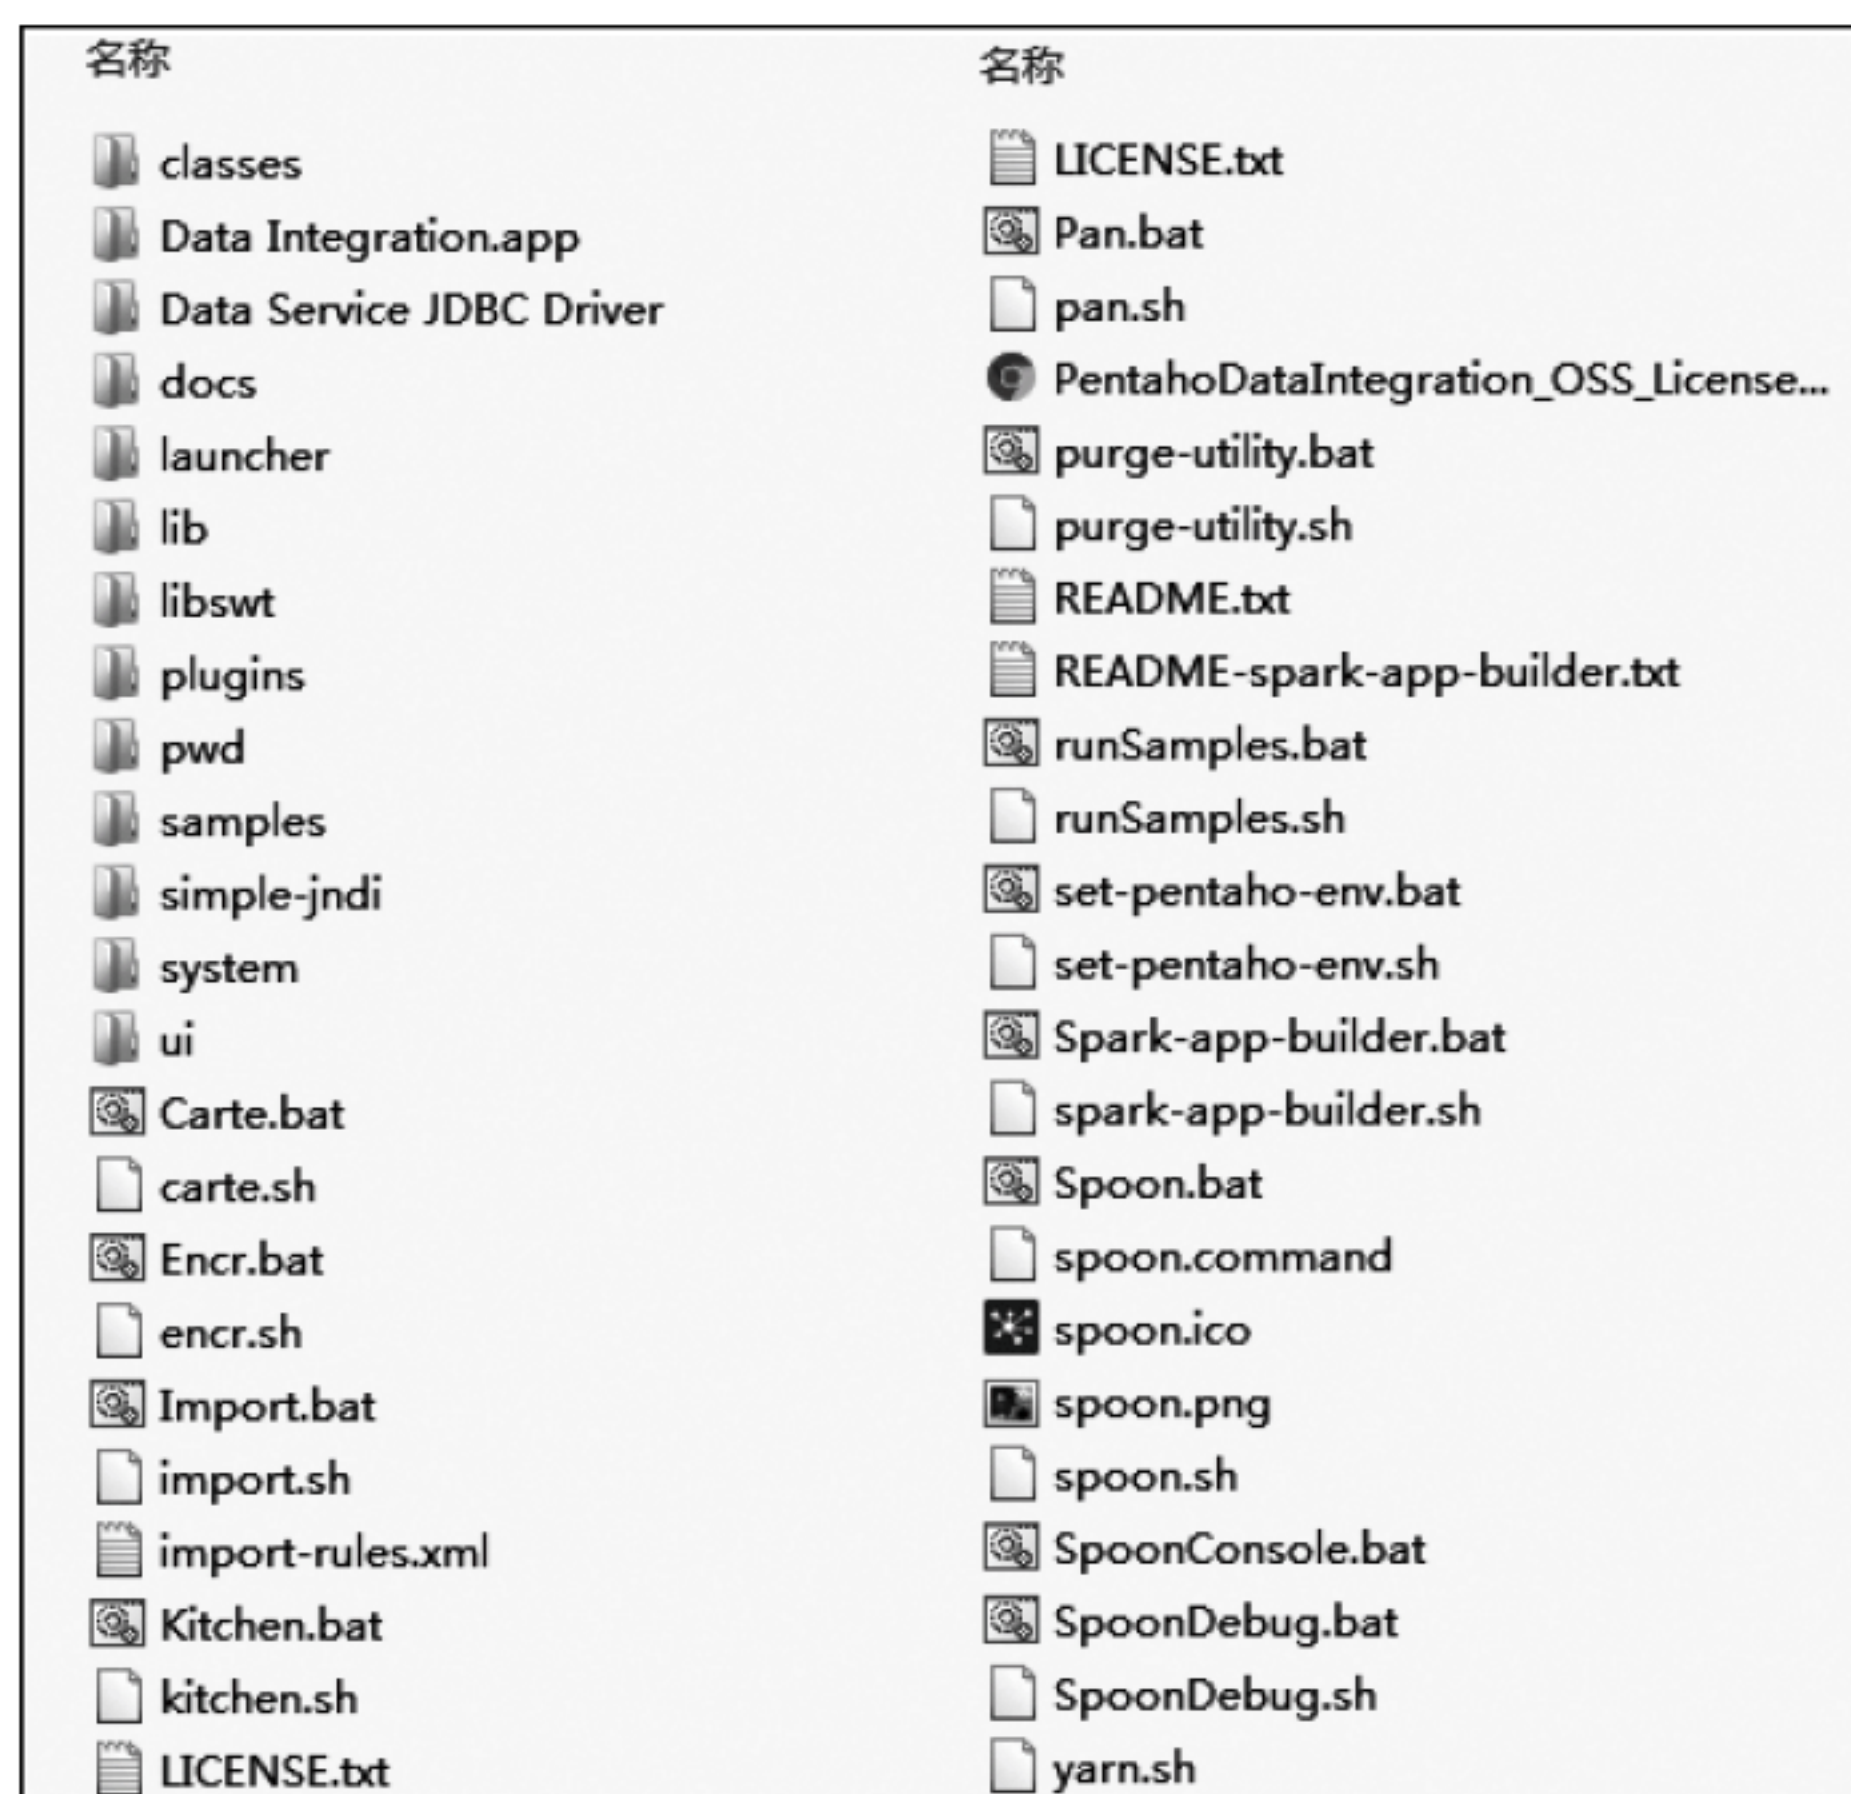 名称
classes
Data Integration.app
Data Service JDBC Driver
docs
launcher
lib
libswt
plugins
pwd
samples
simple-jndi
system
ui
Carte.bat
carte.sh
Encr.bat
encr.sh
Import.bat
import.sh
import-rules.xml
Kitchen.bat
kitchen.sh
LICENSE.txt
名称
LICENSE.txt
Pan.bat
pan.sh
PentahoDataIntegration_OSS_License...
purge-utility.bat
purge-utility.sh
README.txt
README-spark-app-builder.txt
runSamples.bat
runSamples.sh
set-pentaho-env.bat
set-pentaho-env.sh
Spark-app-builder.bat
spark-app-builder.sh
Spoon.bat
spoon.command
spoon.ico
spoon.png
spoon.sh
SpoonConsole.bat
SpoonDebug.bat
SpoonDebug.sh
yarn.sh